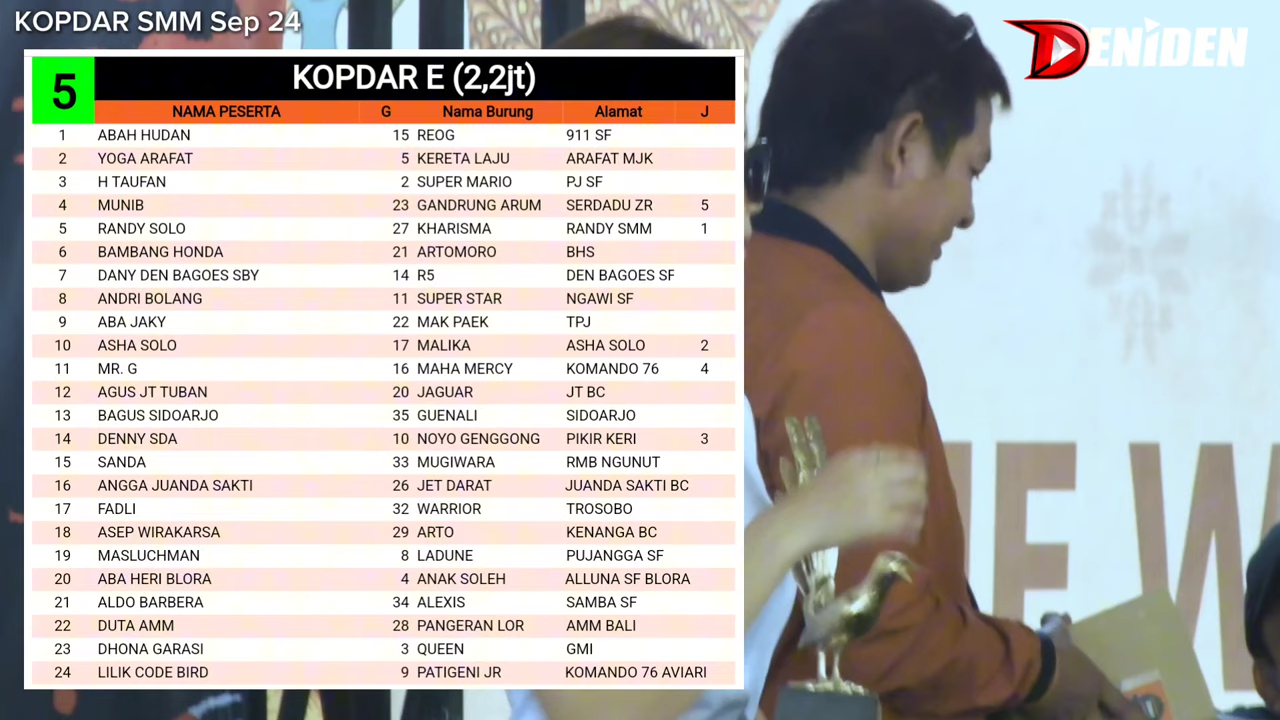 KOPDAR SMM Sep 24
DENIDEN
5 KOPDAR E (2,2jt)
NAMA PESERTA G Nama Burung Alamat J
1 ABAH HUDAN 15 REOG 911 SF
2 YOGA ARAFAT 5 KERETA LAJU ARAFAT MJK
3 H TAUFAN 2 SUPER MARIO PJ SF
4 MUNIB 23 GANDRUNG ARUM SERDADU ZR 5
5 RANDY SOLO 27 KHARISMA RANDY SMM 1
6 BAMBANG HONDA 21 ARTOMORO BHS
7 DANY DEN BAGOES SBY 14 R5 DEN BAGOES SF
8 ANDRI BOLANG 11 SUPER STAR NGAWI SF
9 ABA JAKY 22 MAK PAEK TPJ
10 ASHA SOLO 17 MALIKA ASHA SOLO 2
11 MR. G 16 MAHA MERCY KOMANDO 76 4
12 AGUS JT TUBAN 20 JAGUAR JT BC
13 BAGUS SIDOARJO 35 GUENALI SIDOARJO
14 DENNY SDA 10 NOYO GENGGONG PIKIR KERI 3
15 SANDA 33 MUGIWARA RMB NGUNUT
16 ANGGA JUANDA SAKTI 26 JET DARAT JUANDA SAKTI BC
17 FADLI 32 WARRIOR TROSOBO
18 ASEP WIRAKARSA 29 ARTO KENANGA BC
19 MASLUCHMAN 8 LADUNE PUJANGGA SF
20 ABA HERI BLORA 4 ANAK SOLEH ALLUNA SF BLORA
21 ALDO BARBERA 34 ALEXIS SAMBA SF
22 DUTA AMM 28 PANGERAN LOR AMM BALI
23 DHONA GARASI 3 QUEEN GMI
24 LILIK CODE BIRD 9 PATIGENI JR KOMANDO 76 AVIARI